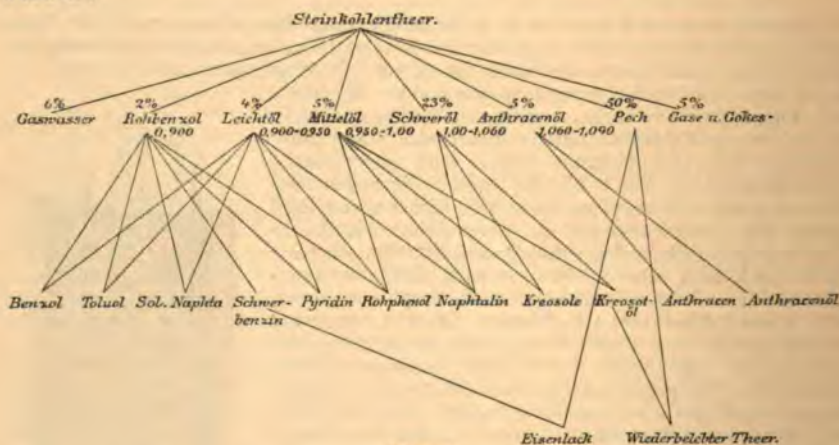 Steinkohlentheer.
6% 2% 4% 5% 23% 5% 50% 5%
Gaswasser Rohbenzol Leichtöl Mittelöl Schweröl Anthracenöl Pech Gase u. Cokes-
0,900 0,900-0,950 0,950-1,00 1,00-1,060 1,060-1,090
Benzol Toluol Sol. Naphta Schwer- Pyridin Rohphenol Naphtalin Kreosole Kreosot- Anthracen Anthracenöl
benzin öl
Eisenlack Wiederbelebter Theer.